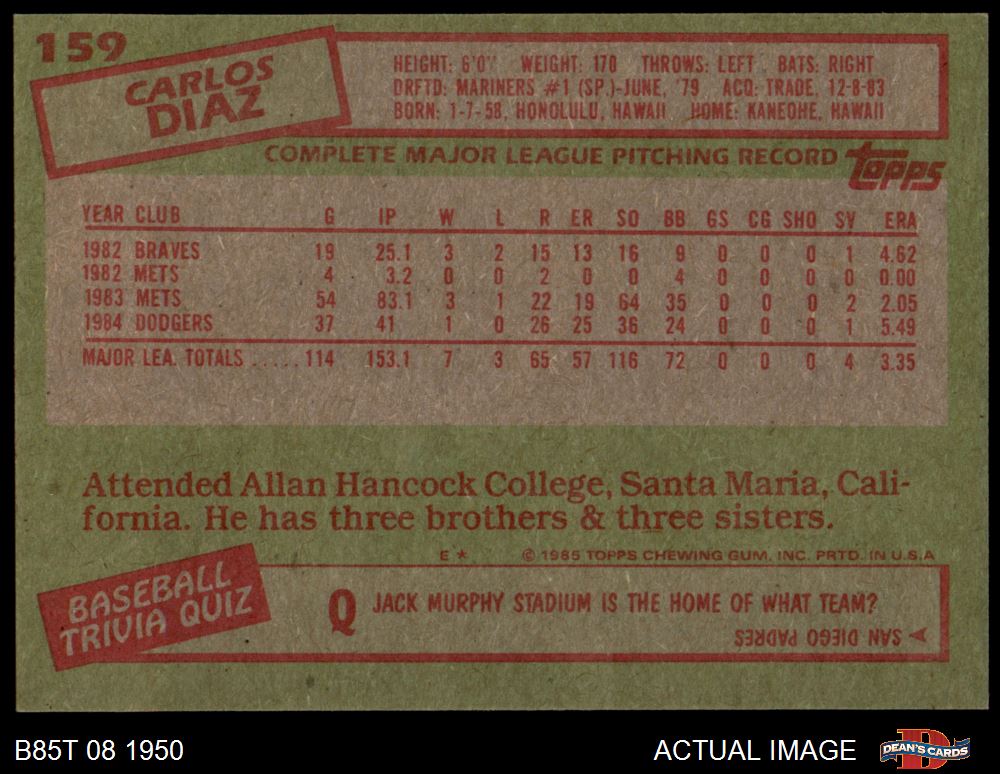 159
CARLOS
DIAZ
HEIGHT: 6'0" WEIGHT: 170 THROWS: LEFT BATS: RIGHT
DRFTD: MARINERS #1 (SP.)-JUNE, '79 ACQ: TRADE, 12-8-83
BORN: 1-7-58, HONOLULU, HAWAII HOME: KANEOHE, HAWAII
COMPLETE MAJOR LEAGUE PITCHING RECORD
topps
YEAR CLUB G IP W L R ER SO BB GS CG SHO SV ERA
1982 BRAVES 19 25.1 3 2 15 13 16 9 0 0 0 1 4.62
1982 METS 4 3.2 0 0 2 0 0 4 0 0 0 0 0.00
1983 METS 54 83.1 3 1 22 19 64 35 0 0 0 2 2.05
1984 DODGERS 37 41 1 0 26 25 36 24 0 0 0 1 5.49
MAJOR LEA. TOTALS ..... 114 153.1 7 3 65 57 116 72 0 0 0 4 3.35
Attended Allan Hancock College, Santa Maria, Cali-
fornia. He has three brothers & three sisters.
E * © 1985 TOPPS CHEWING GUM, INC. PRTD. IN U.S.A
BASEBALL
TRIVIA QUIZ
Q JACK MURPHY STADIUM IS THE HOME OF WHAT TEAM?
SAN DIEGO PADRES
B85T 08 1950
ACTUAL IMAGE
DEAN'S CARDS